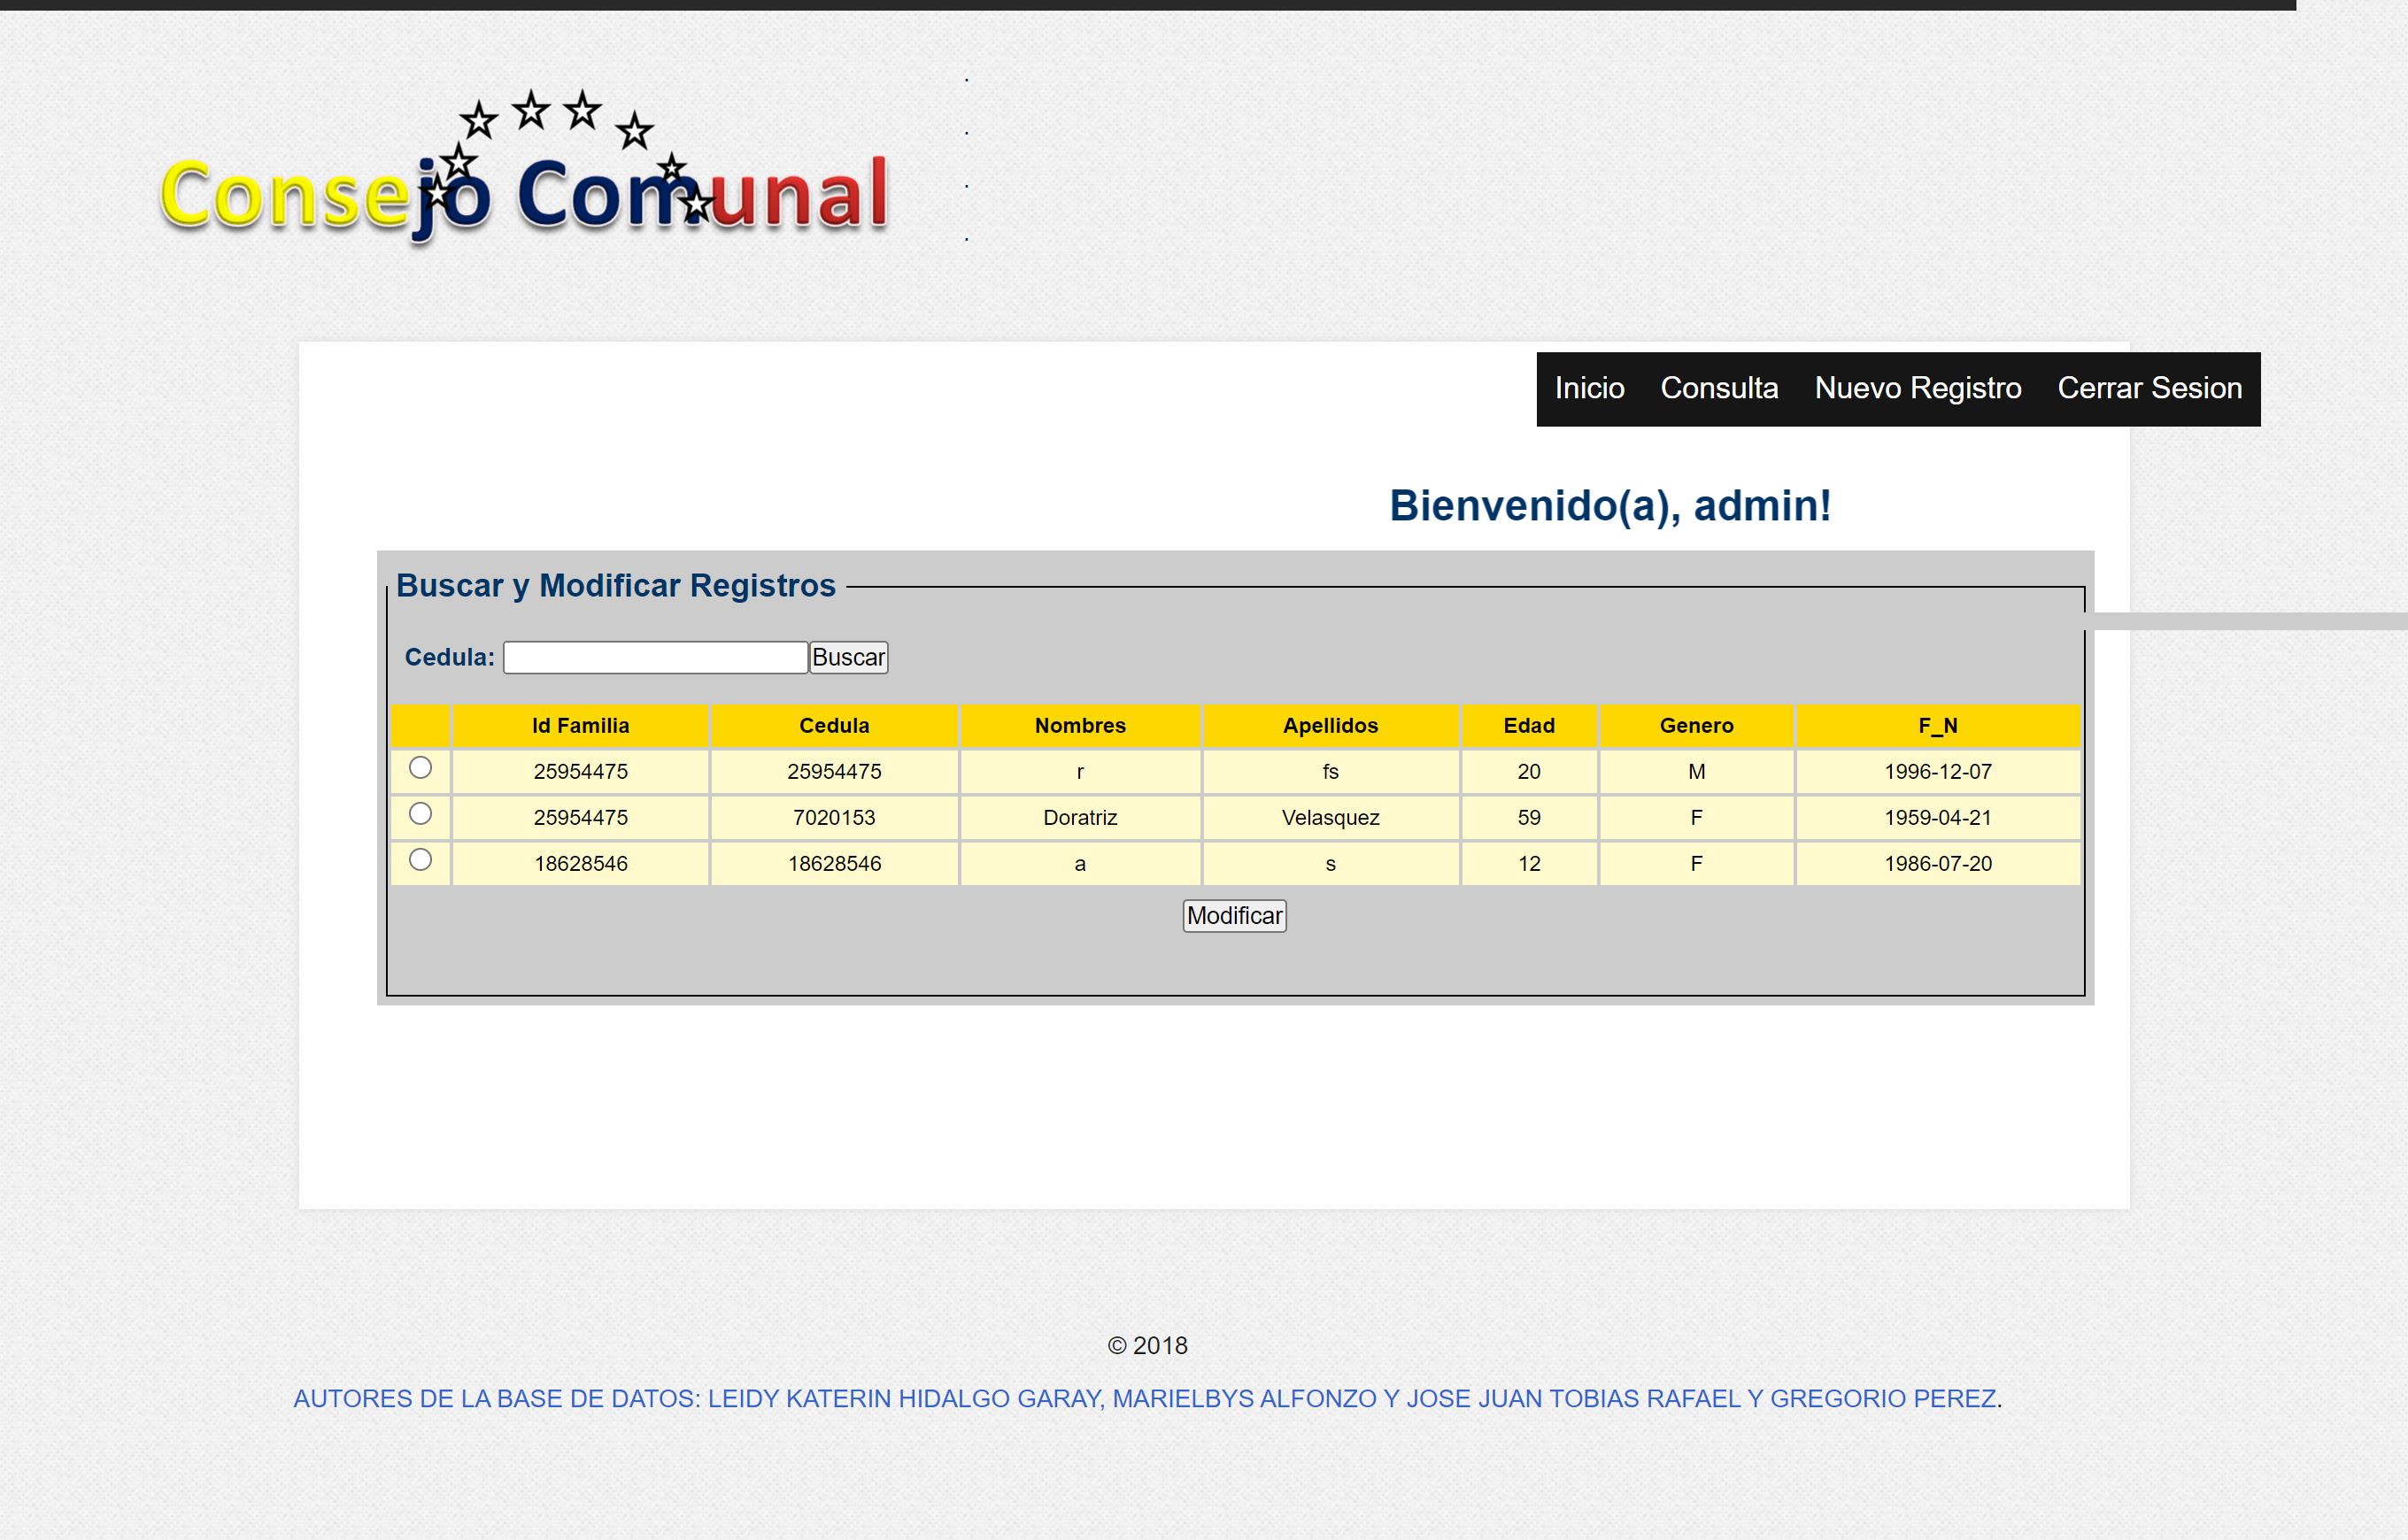 Consejo Comunal
.
.
.
.
Inicio Consulta Nuevo Registro Cerrar Sesion
Bienvenido(a), admin!
Buscar y Modificar Registros
Cedula: Buscar
Id Familia Cedula Nombres Apellidos Edad Genero F_N
25954475 25954475 r fs 20 M 1996-12-07
25954475 7020153 Doratriz Velasquez 59 F 1959-04-21
18628546 18628546 a s 12 F 1986-07-20
Modificar
© 2018
AUTORES DE LA BASE DE DATOS: LEIDY KATERIN HIDALGO GARAY, MARIELBYS ALFONZO Y JOSE JUAN TOBIAS RAFAEL Y GREGORIO PEREZ.